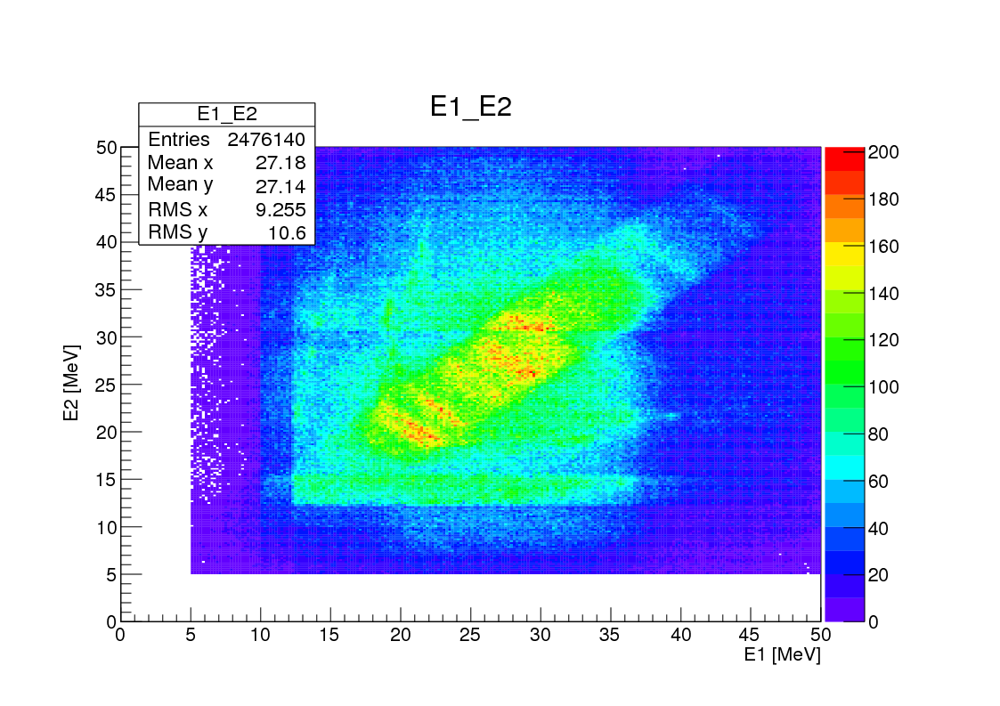 E1_E2
E1_E2
Entries 2476140
Mean x 27.18
Mean y 27.14
RMS x 9.255
RMS y 10.6
50
45
40
35
30
25
20
15
10
5
0
E2 [MeV]
0 5 10 15 20 25 30 35 40 45 50
E1 [MeV]
200
180
160
140
120
100
80
60
40
20
0